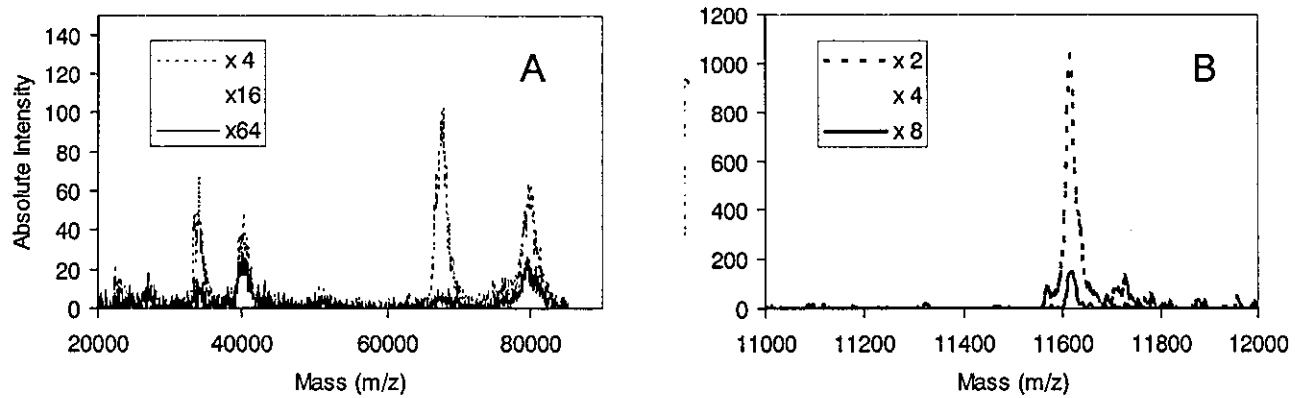 140
120
100
80
60
40
20
0
Absolute Intensity
x 4
x16
x64
A
20000 40000 60000 80000
Mass (m/z)
1200
1000
800
600
400
200
0
x 2
x 4
x 8
B
11000 11200 11400 11600 11800 12000
Mass (m/z)